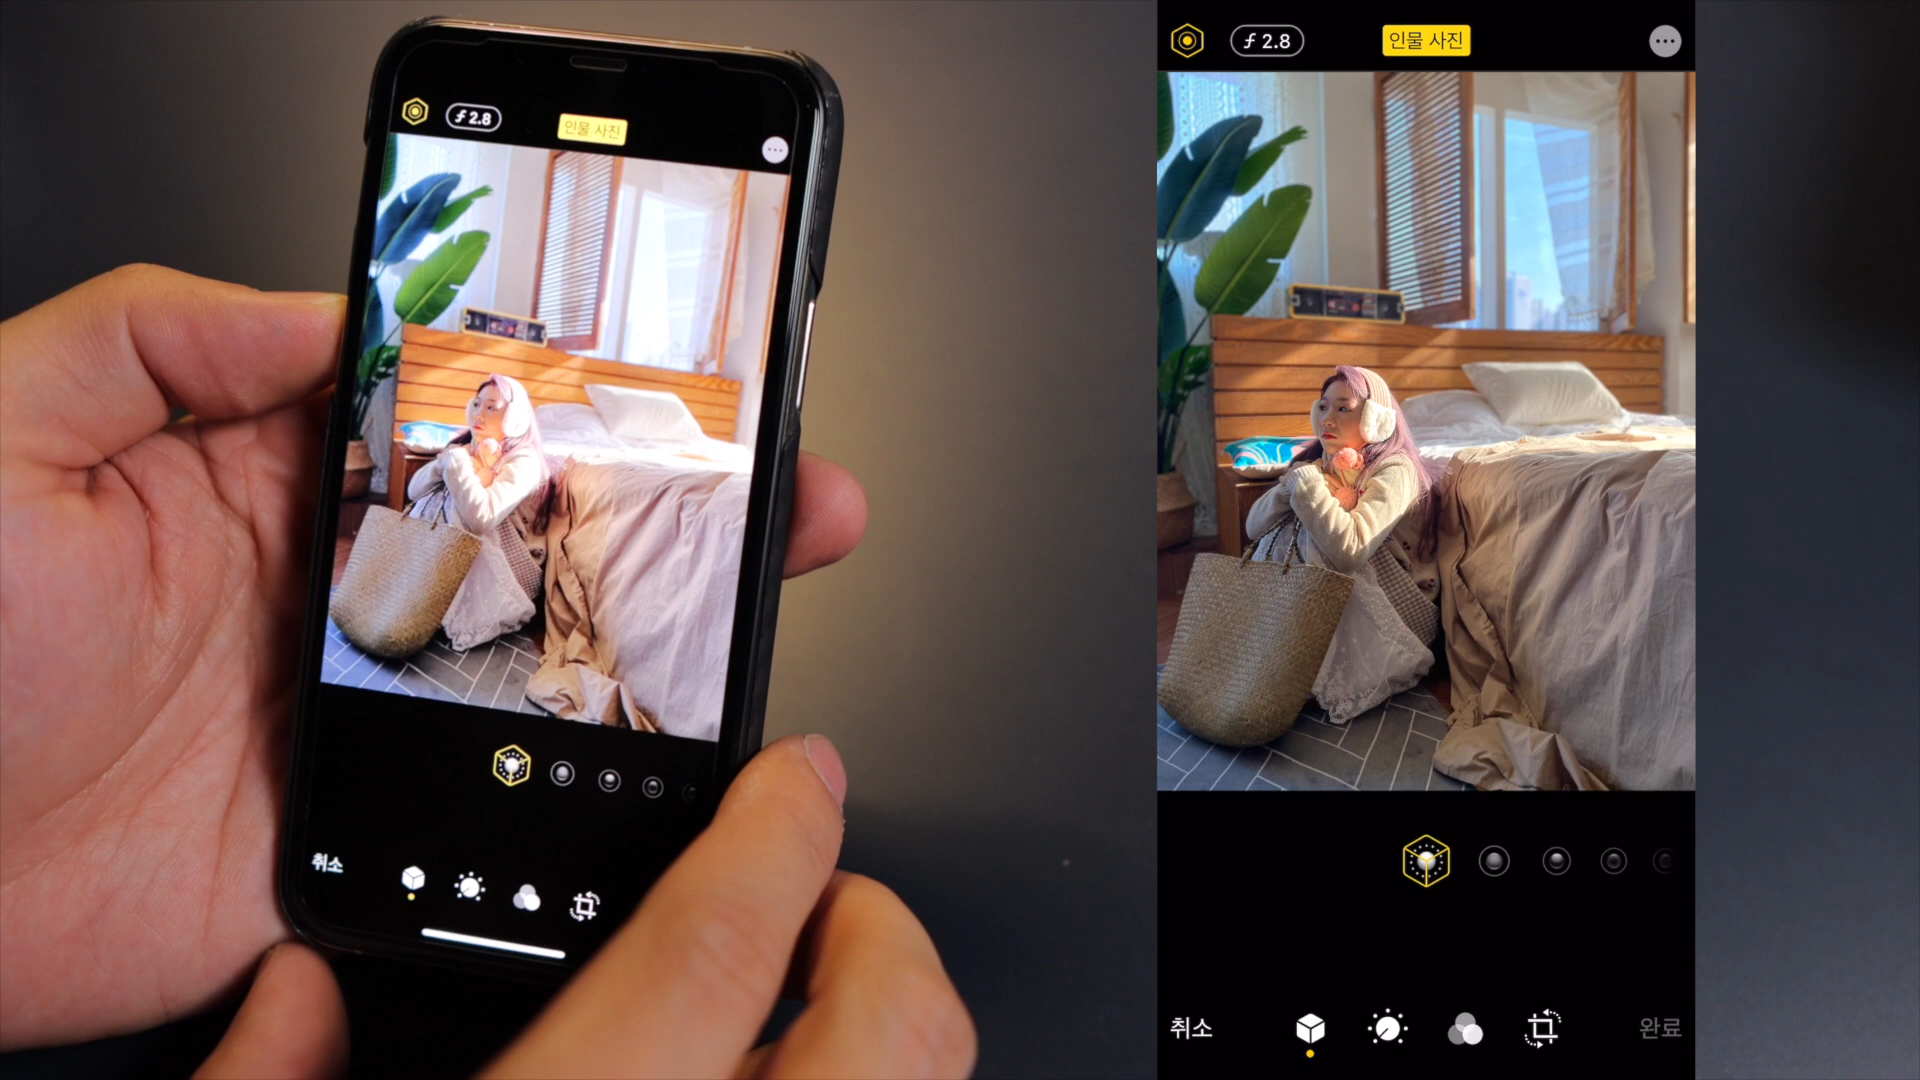 ƒ 2.8
인물 사진
취소
ƒ 2.8
인물 사진
취소
완료